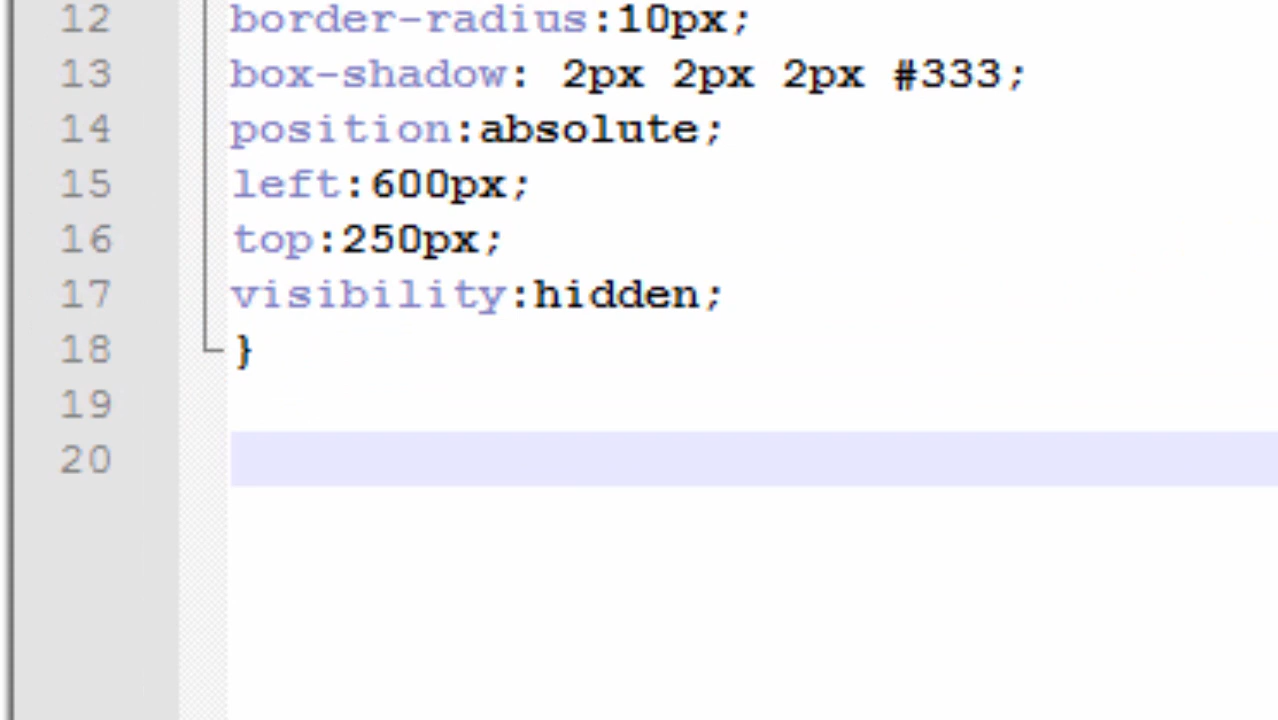 12 border-radius:10px;
13 box-shadow: 2px 2px 2px #333;
14 position:absolute;
15 left:600px;
16 top:250px;
17 visibility:hidden;
18 }
19
20